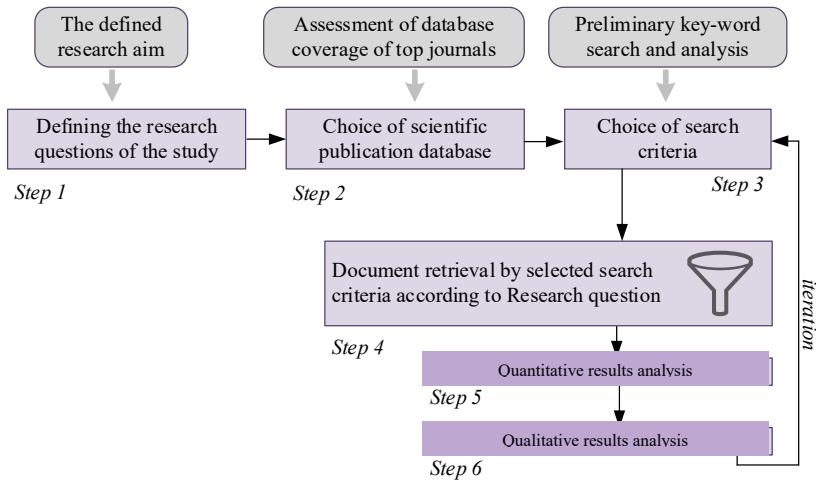 The defined
research aim
Assessment of database
coverage of top journals
Preliminary key-word
search and analysis
Defining the research
questions of the study
Step 1
Choice of scientific
publication database
Step 2
Choice of search
criteria
Step 3
Document retrieval by selected search
criteria according to Research question
Step 4
iteration
Quantitative results analysis
Step 5
Qualitative results analysis
Step 6